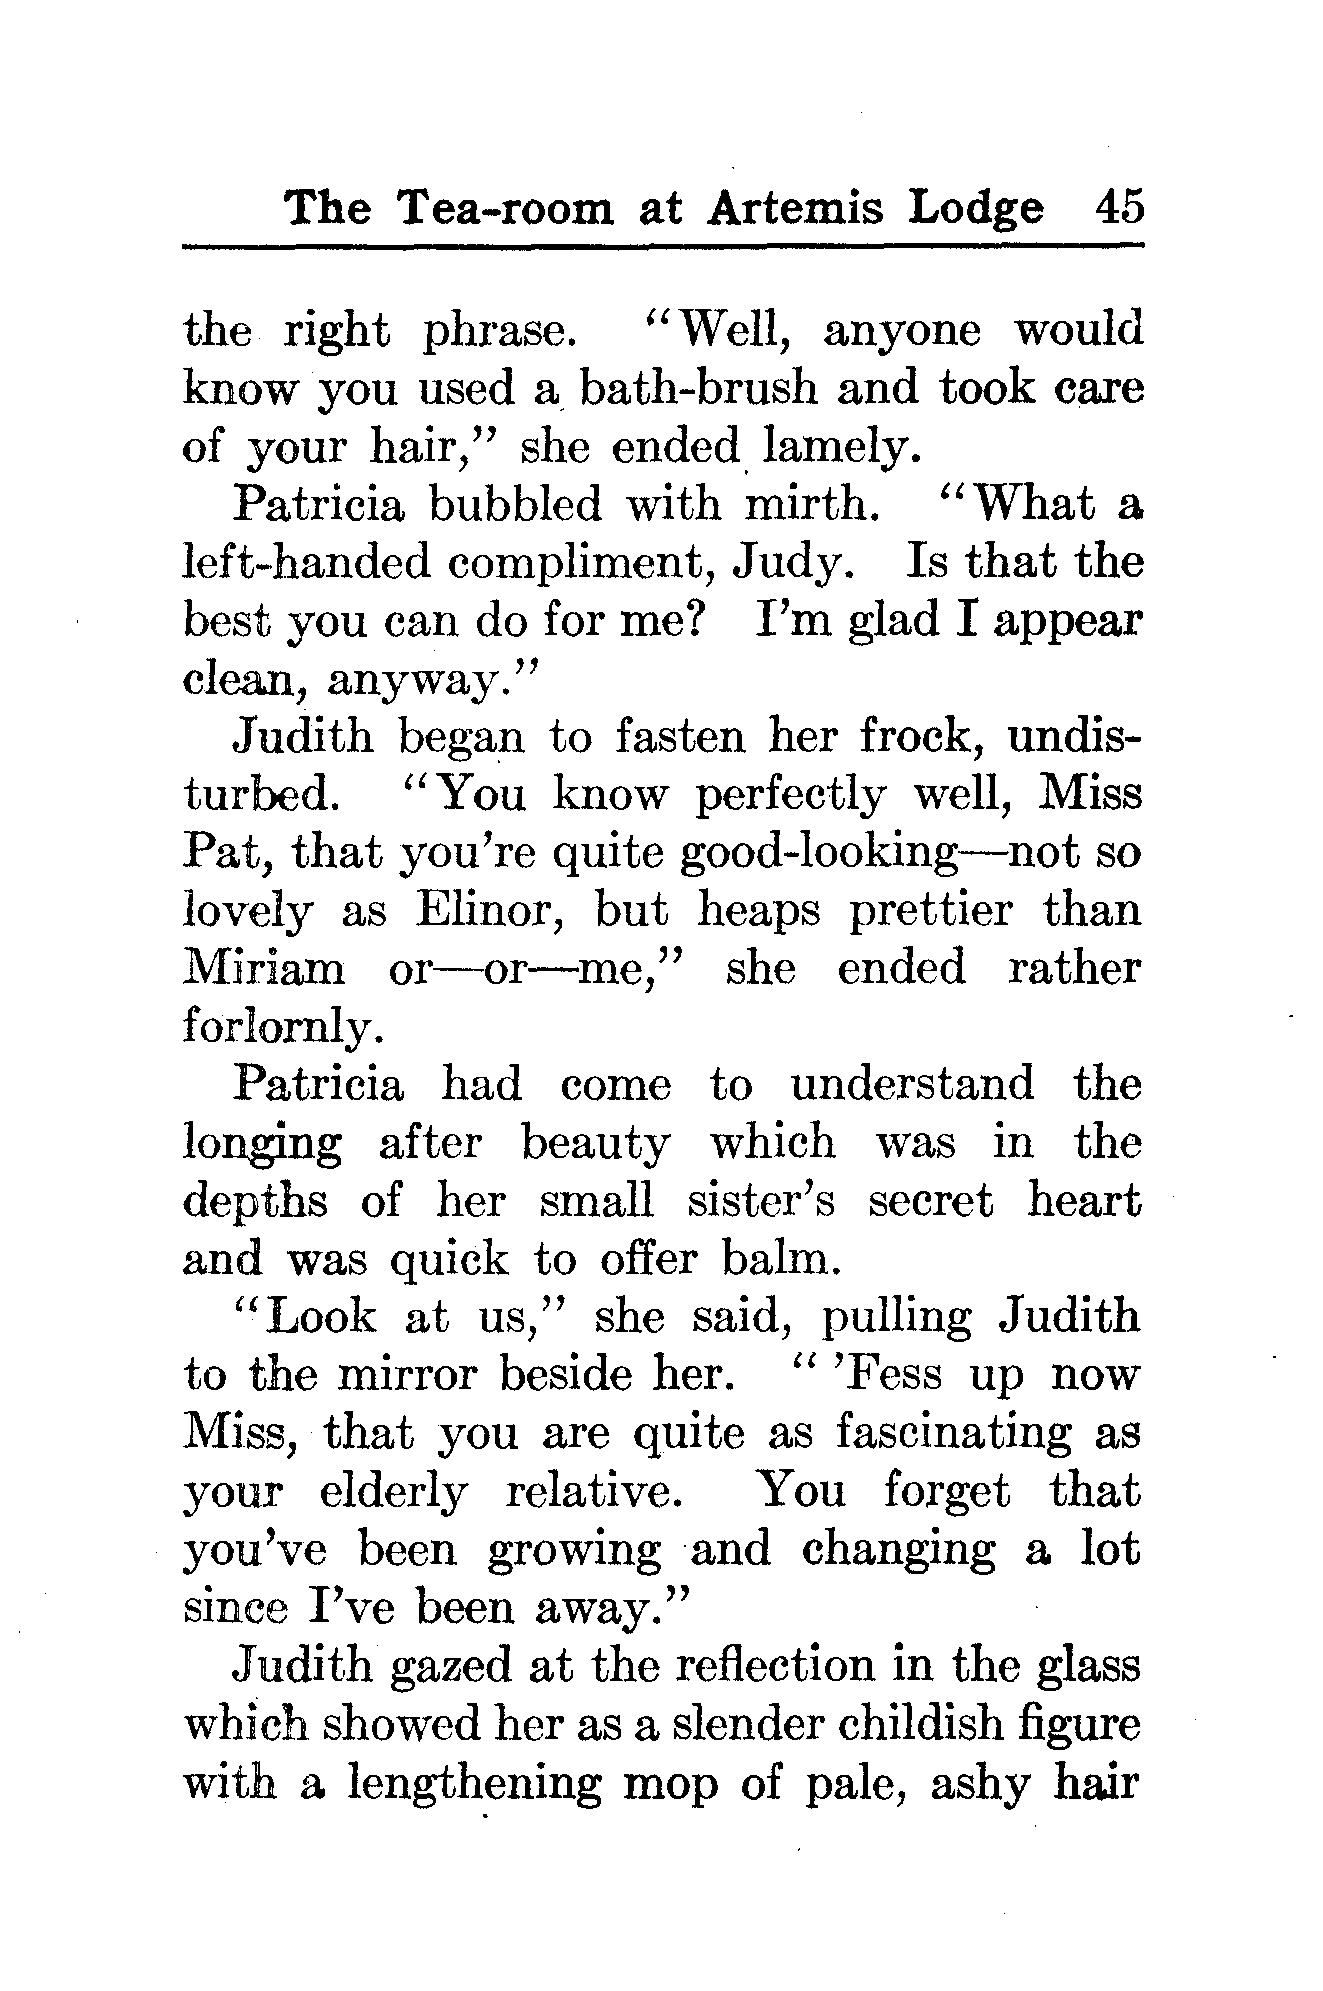 The Tea-room at Artemis Lodge 45
the right phrase. “Well, anyone would
know you used a bath-brush and took care
of your hair,” she ended lamely.
Patricia bubbled with mirth. “What a
left-handed compliment, Judy. Is that the
best you can do for me? I’m glad I appear
clean, anyway.”
Judith began to fasten her frock, undis-
turbed. “You know perfectly well, Miss
Pat, that you’re quite good-looking—not so
lovely as Elinor, but heaps prettier than
Miriam or—or—me,” she ended rather
forlornly.
Patricia had come to understand the
longing after beauty which was in the
depths of her small sister’s secret heart
and was quick to offer balm.
“Look at us,” she said, pulling Judith
to the mirror beside her. “ ’Fess up now
Miss, that you are quite as fascinating as
your elderly relative. You forget that
you’ve been growing and changing a lot
since I’ve been away.”
Judith gazed at the reflection in the glass
which showed her as a slender childish figure
with a lengthening mop of pale, ashy hair